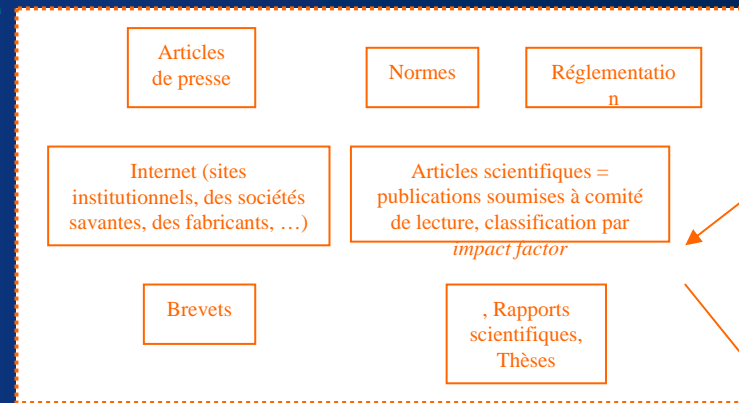 Articles
de presse
Normes
Réglementatio
n
Internet (sites
institutionnels, des sociétés
savantes, des fabricants, …)
Articles scientifiques =
publications soumises à comité
de lecture, classification par
impact factor
Brevets
, Rapports
scientifiques,
Thèses